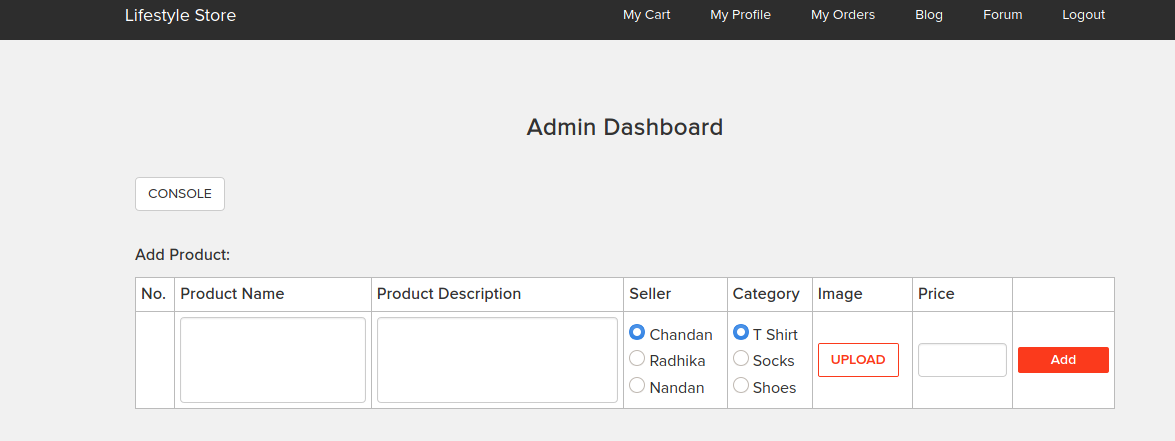 Lifestyle Store My Cart My Profile My Orders Blog Forum Logout
Admin Dashboard
CONSOLE
Add Product:
No. Product Name Product Description Seller Category Image Price
Chandan T Shirt
Radhika Socks UPLOAD Add
Nandan Shoes